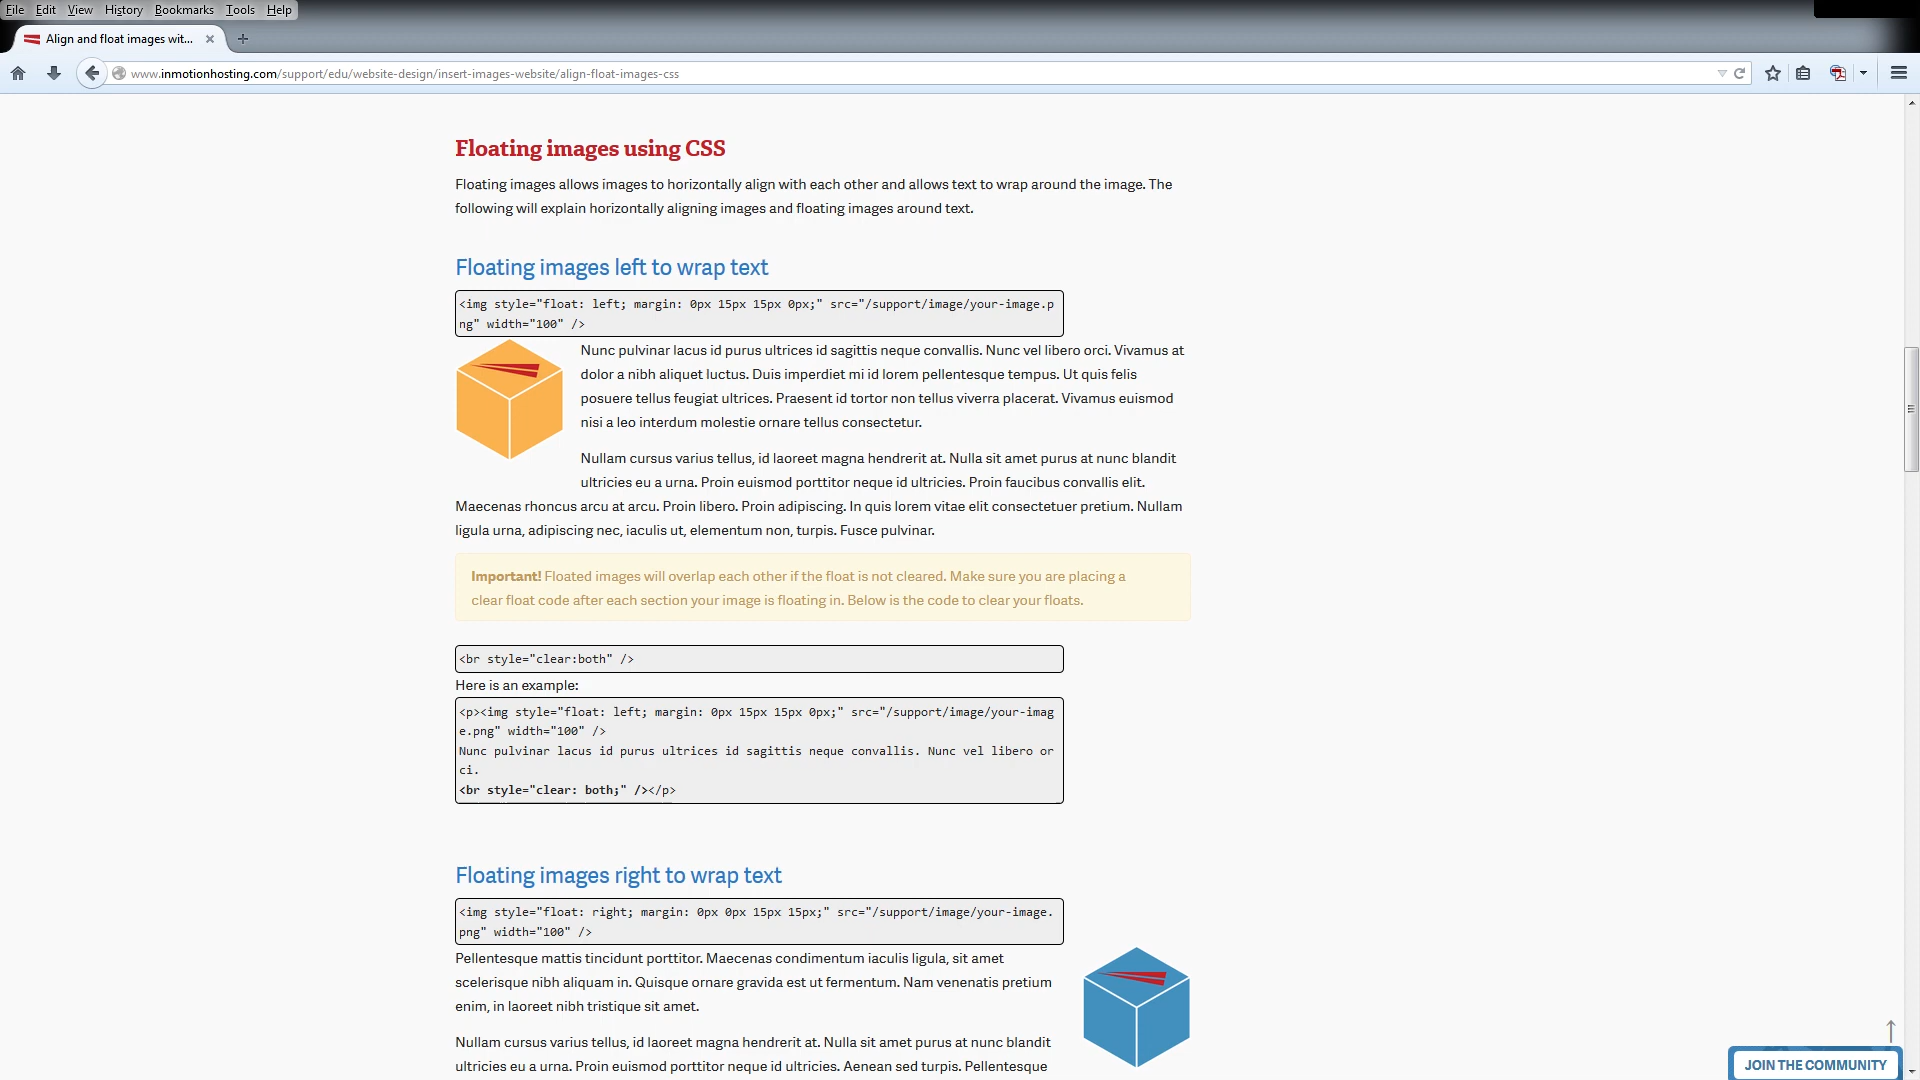 File Edit View History Bookmarks Tools Help
Align and float images wit...
www.inmotionhosting.com/support/edu/website-design/insert-images-website/align-float-images-css
Floating images using CSS
Floating images allows images to horizontally align with each other and allows text to wrap around the image. The
following will explain horizontally aligning images and floating images around text.
Floating images left to wrap text
<img style="float: left; margin: 0px 15px 15px 0px;" src="/support/image/your-image.p
ng" width="100" />
Nunc pulvinar lacus id purus ultrices id sagittis neque convallis. Nunc vel libero orci. Vivamus at
dolor a nibh aliquet luctus. Duis imperdiet mi id lorem pellentesque tempus. Ut quis felis
posuere tellus feugiat ultrices. Praesent id tortor non tellus viverra placerat. Vivamus euismod
nisi a leo interdum molestie ornare tellus consectetur.
Nullam cursus varius tellus, id laoreet magna hendrerit at. Nulla sit amet purus at nunc blandit
ultricies eu a urna. Proin euismod porttitor neque id ultricies. Proin faucibus convallis elit.
Maecenas rhoncus arcu at arcu. Proin libero. Proin adipiscing. In quis lorem vitae elit consectetuer pretium. Nullam
ligula urna, adipiscing nec, iaculis ut, elementum non, turpis. Fusce pulvinar.
Important! Floated images will overlap each other if the float is not cleared. Make sure you are placing a
clear float code after each section your image is floating in. Below is the code to clear your floats.
<br style="clear:both" />
Here is an example:
<p><img style="float: left; margin: 0px 15px 15px 0px;" src="/support/image/your-imag
e.png" width="100" />
Nunc pulvinar lacus id purus ultrices id sagittis neque convallis. Nunc vel libero or
ci.
<br style="clear: both;" /></p>
Floating images right to wrap text
<img style="float: right; margin: 0px 0px 15px 15px;" src="/support/image/your-image.
png" width="100" />
Pellentesque mattis tincidunt porttitor. Maecenas condimentum iaculis ligula, sit amet
scelerisque nibh aliquam in. Quisque ornare gravida est ut fermentum. Nam venenatis pretium
enim, in laoreet nibh tristique sit amet.
Nullam cursus varius tellus, id laoreet magna hendrerit at. Nulla sit amet purus at nunc blandit
ultricies eu a urna. Proin euismod porttitor neque id ultricies. Aenean sed turpis. Pellentesque
JOIN THE COMMUNITY